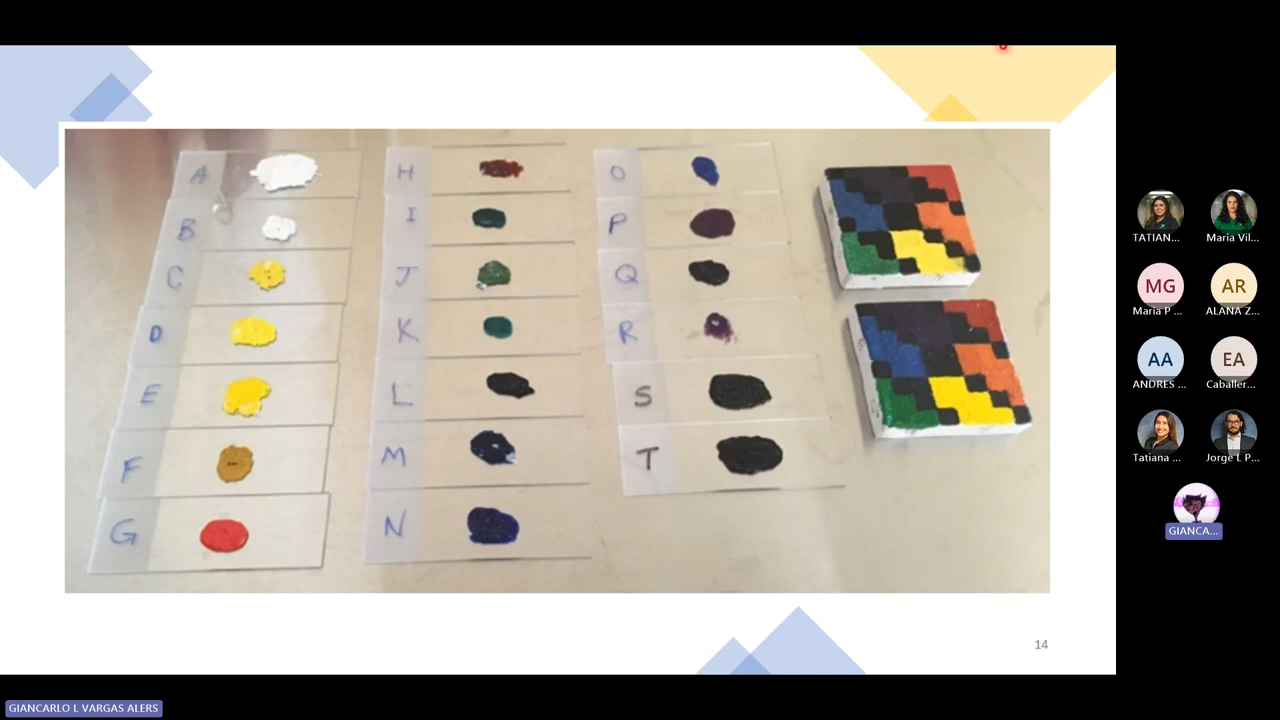 A
B
C
D
E
F
G
H
I
J
K
L
M
N
O
P
Q
R
S
T
14
TATIAN...
Maria Vil...
MG
AR
Maria P ...
ALANA Z...
AA
EA
ANDRES ...
Caballer...
Tatiana ...
Jorge L P...
GIANCA...
GIANCARLO L VARGAS ALERS